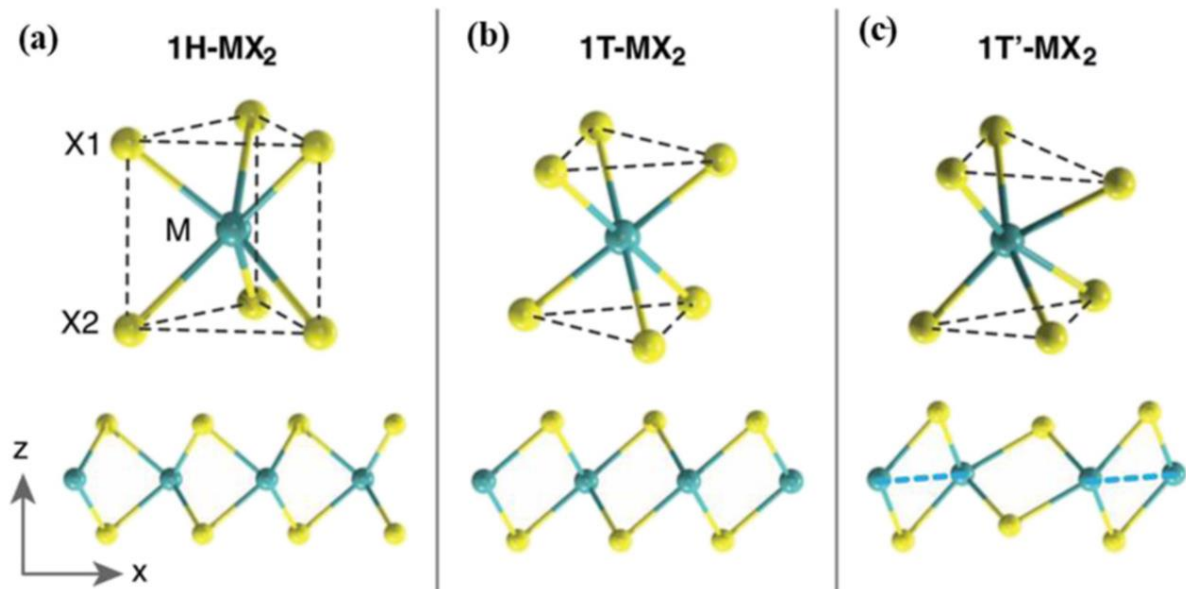 (a)
1H-MX₂
X1
M
X2
z
x
(b)
1T-MX₂
(c)
1T'-MX₂